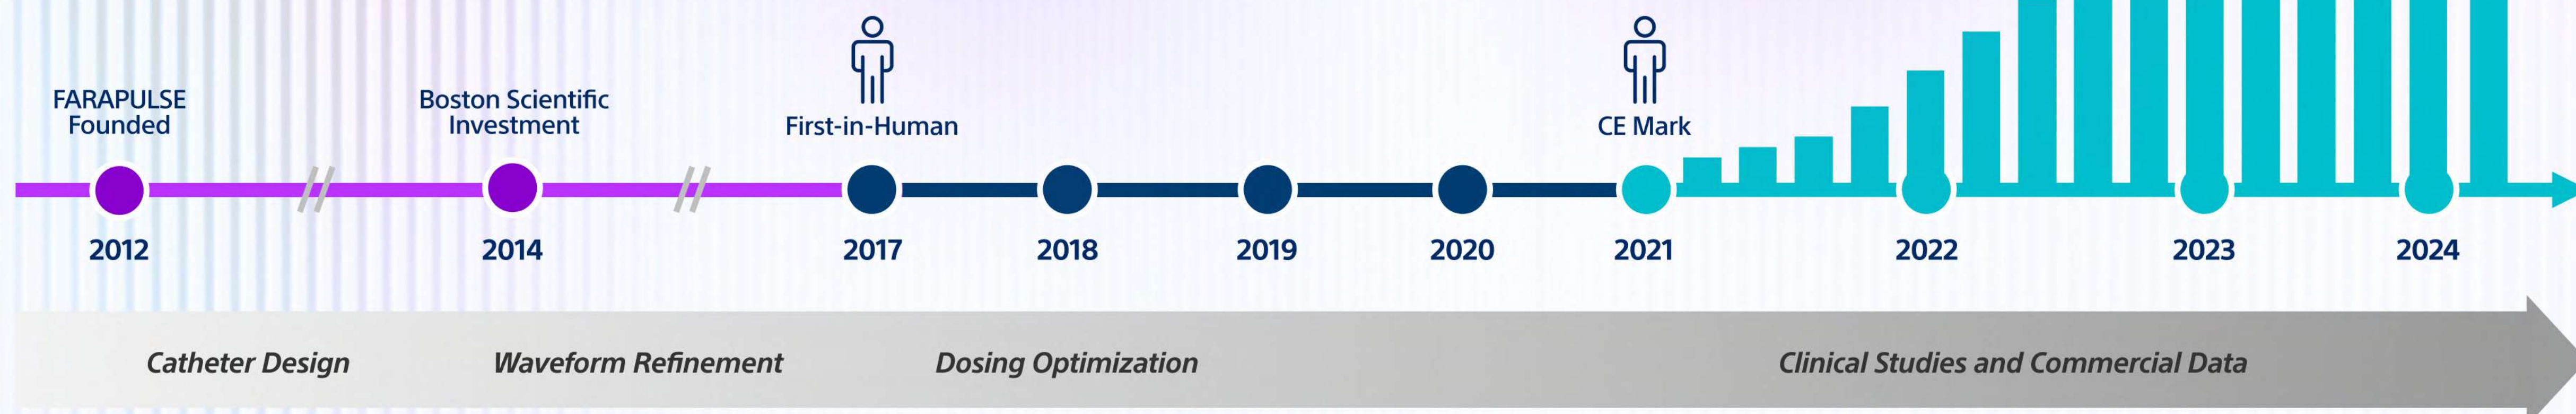 FARAPULSE
Founded
Boston Scientific
Investment
First-in-Human
CE Mark
2012
2014
2017
2018
2019
2020
2021
2022
2023
2024
Catheter Design
Waveform Refinement
Dosing Optimization
Clinical Studies and Commercial Data